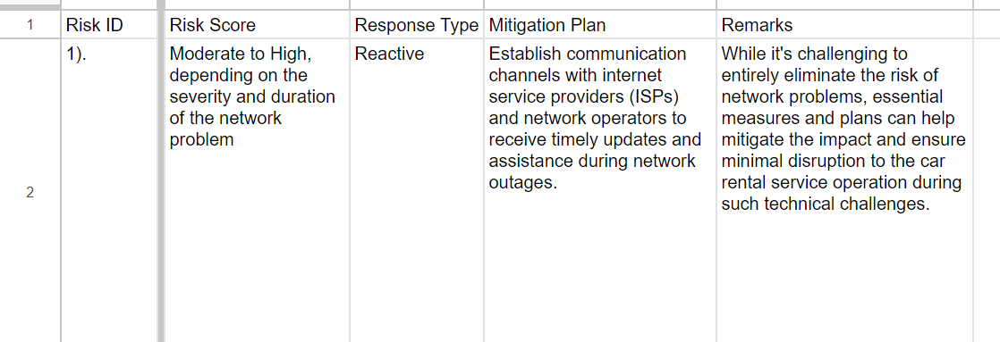 1 Risk ID Risk Score Response Type Mitigation Plan Remarks
2
1).
Moderate to High,
depending on the
severity and duration
of the network
problem
Reactive
Establish communication
channels with internet
service providers (ISPs)
and network operators to
receive timely updates and
assistance during network
outages.
While it's challenging to
entirely eliminate the risk of
network problems, essential
measures and plans can help
mitigate the impact and ensure
minimal disruption to the car
rental service operation during
such technical challenges.